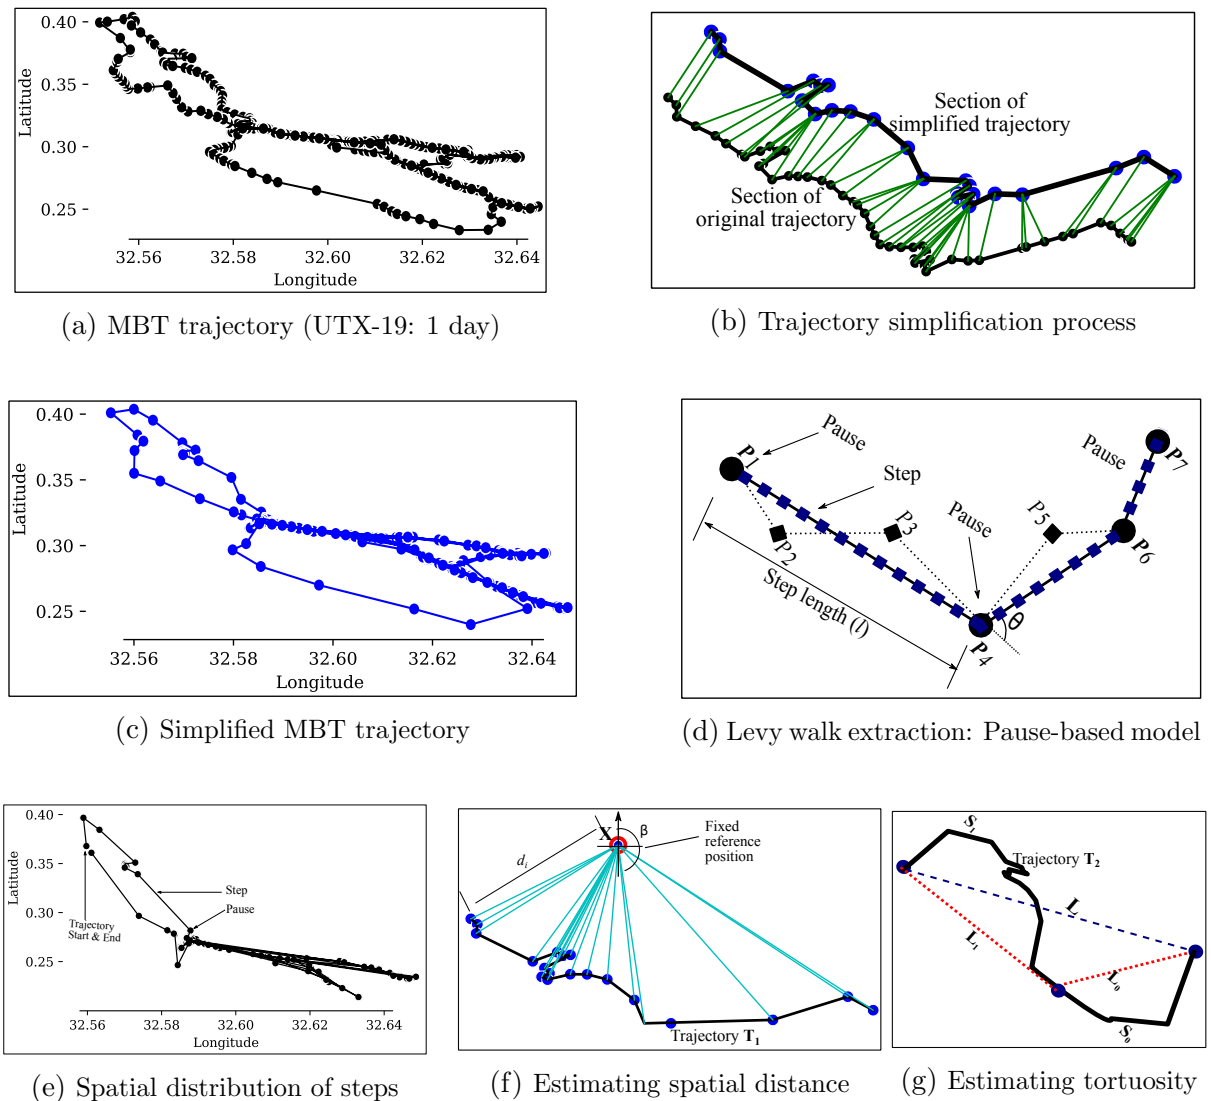 0.40
0.35
0.30
0.25
Latitude
32.56 32.58 32.60 32.62 32.64
Longitude
(a) MBT trajectory (UTX-19: 1 day)
Section of
simplified trajectory
Section of
original trajectory
(b) Trajectory simplification process
0.40
0.35
0.30
0.25
Latitude
32.56 32.58 32.60 32.62 32.64
Longitude
(c) Simplified MBT trajectory
Pause
P1
Step
P2
P3
Pause
Step length (l)
P4
θ
P5
P6
Pause
P7
(d) Levy walk extraction: Pause-based model
0.40
0.35
0.30
0.25
Latitude
Step
Pause
Trajectory
Start & End
32.56 32.58 32.60 32.62 32.64
Longitude
(e) Spatial distribution of steps
X
β
Fixed
reference
position
di
Trajectory T1
(f) Estimating spatial distance
S1
Trajectory T2
L
L1
L0
S0
(g) Estimating tortuosity